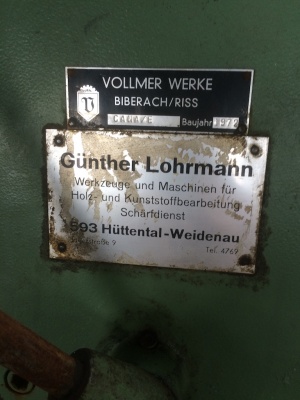 VOLLMER WERKE
BIBERACH/RISS
Baujahr 1972
Günther Lohrmann
Werkzeuge und Maschinen für
Holz- und Kunststoffbearbeitung
Schärfdienst
593 Hüttental-Weidenau
9
Tel. 4769